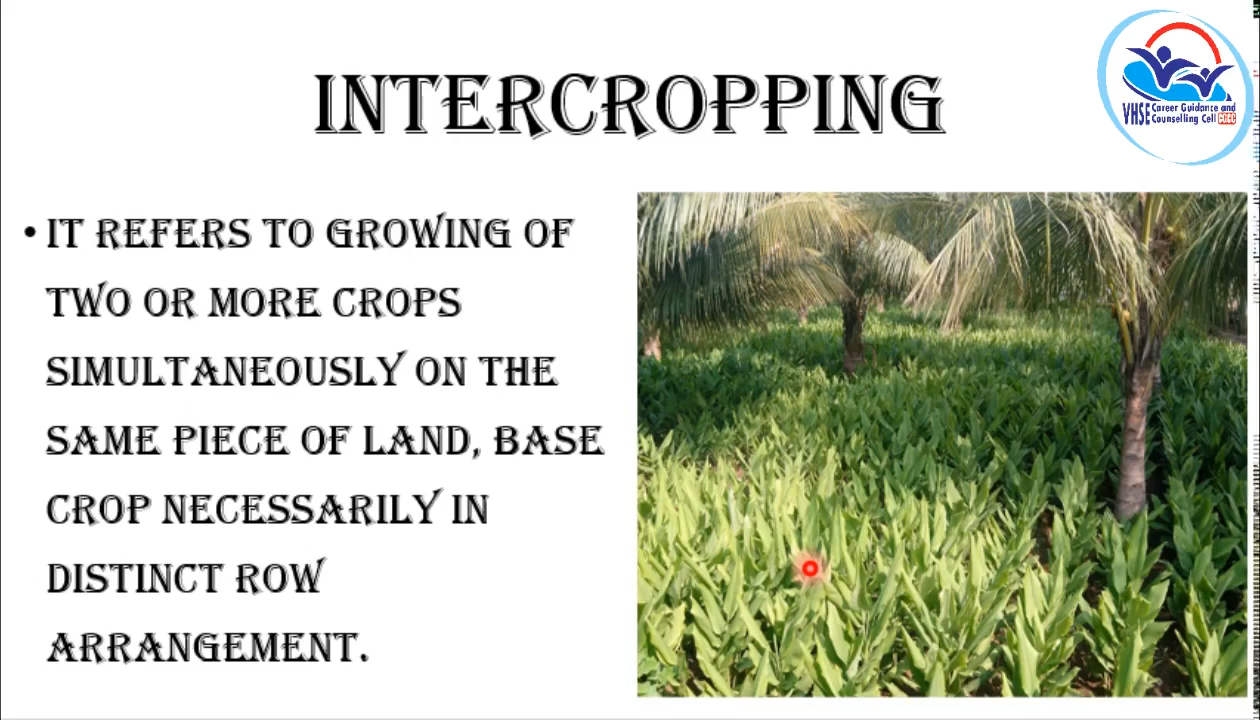 INTERCROPPING
VHSE Career Guidance and
Counselling Cell CGCC
• IT REFERS TO GROWING OF
TWO OR MORE CROPS
SIMULTANEOUSLY ON THE
SAME PIECE OF LAND, BASE
CROP NECESSARILY IN
DISTINCT ROW
ARRANGEMENT.